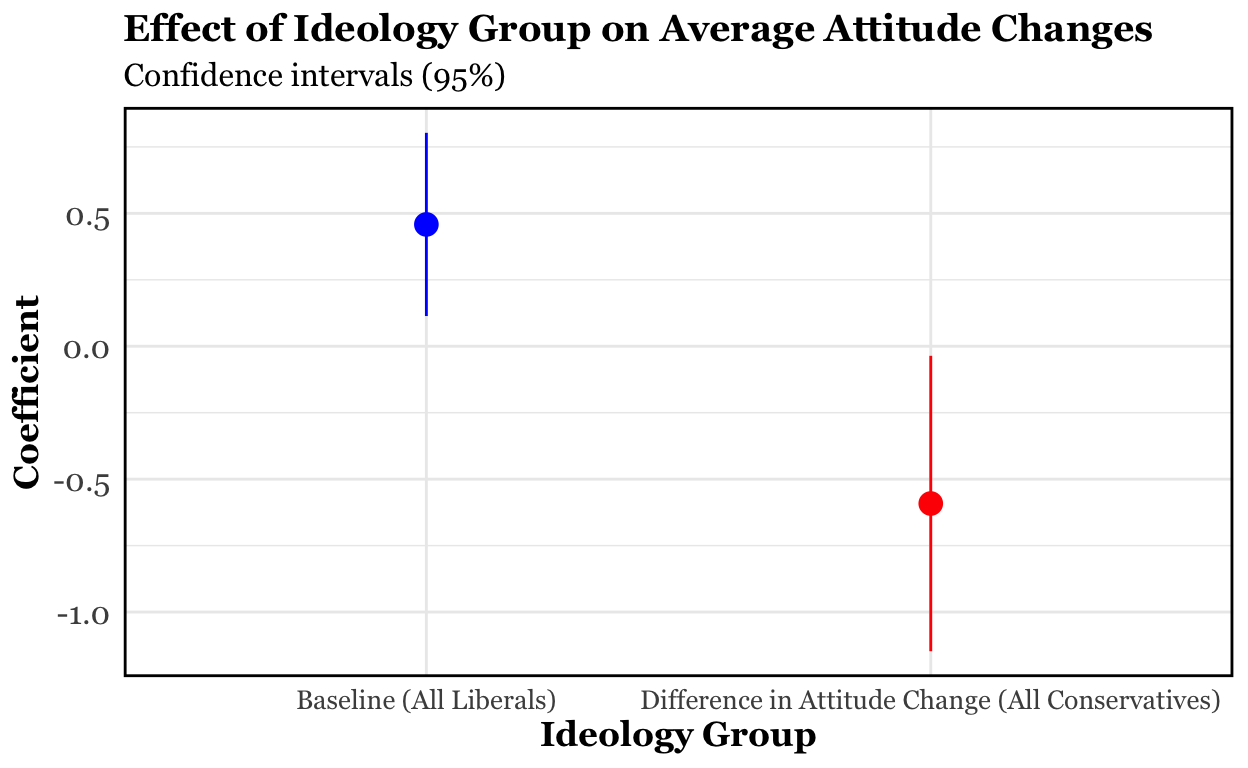 Effect of Ideology Group on Average Attitude Changes
Confidence intervals (95%)
Coefficient
0.5
0.0
-0.5
-1.0
Baseline (All Liberals)
Difference in Attitude Change (All Conservatives)
Ideology Group